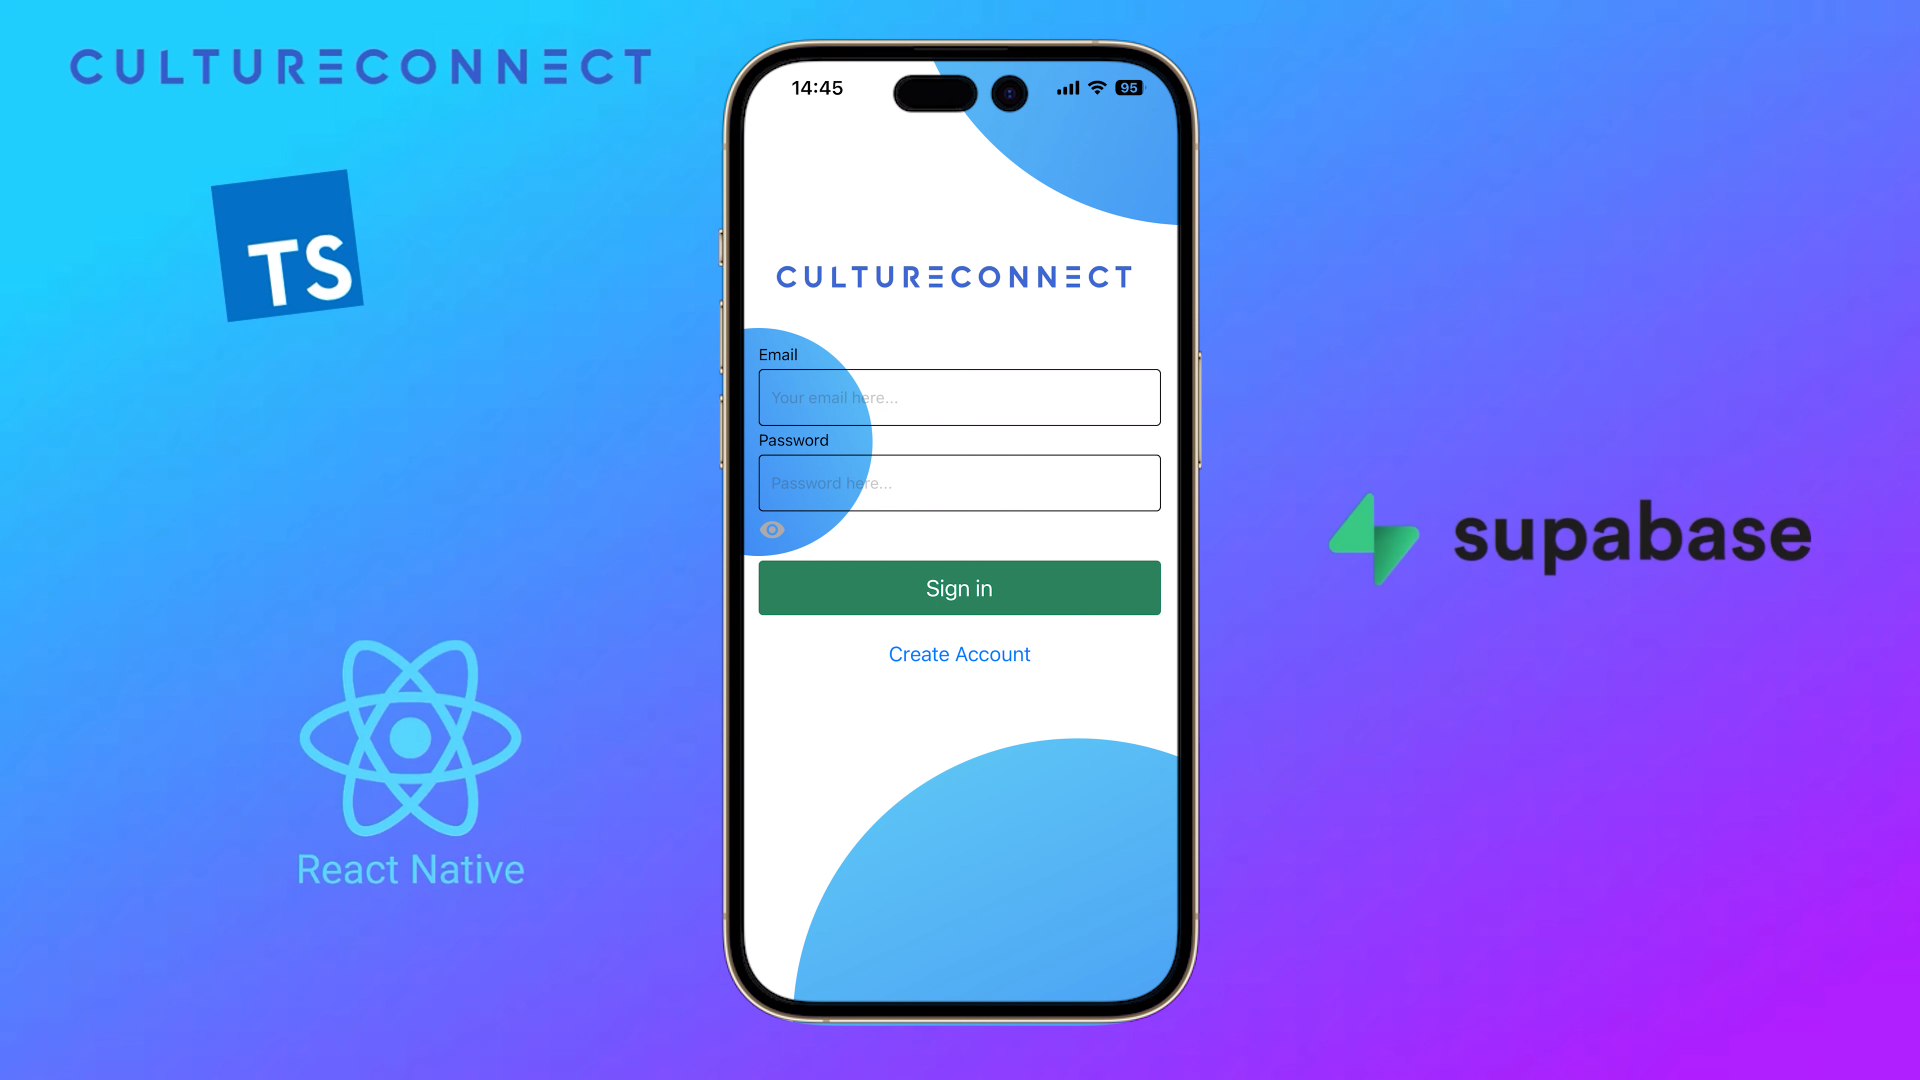 CULTURECONNECT
TS
React Native
14:45
95
CULTURECONNECT
Email
Your email here...
Password
Password here...
Sign in
Create Account
supabase